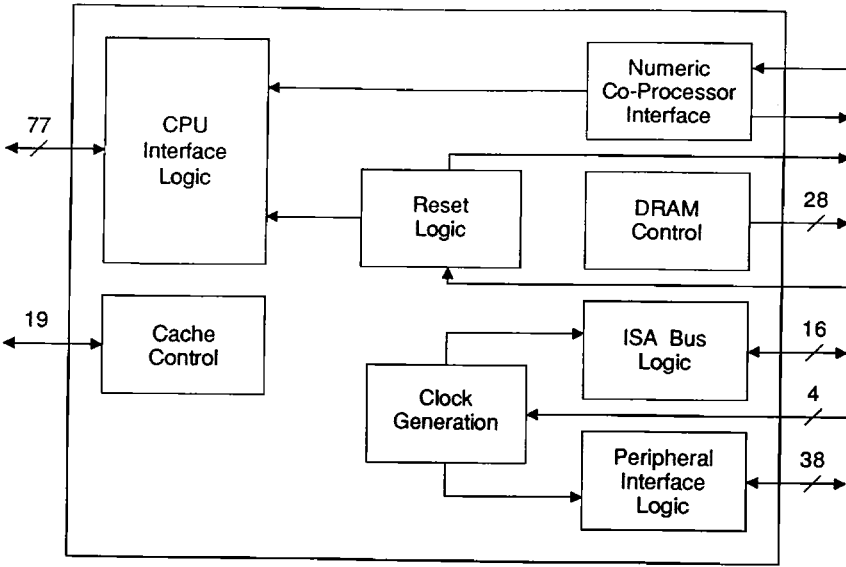 Numeric
Co-Processor
Interface
77
CPU
Interface
Logic
Reset
Logic
DRAM
Control
28
19
Cache
Control
ISA Bus
Logic
16
Clock
Generation
4
Peripheral
Interface
Logic
38